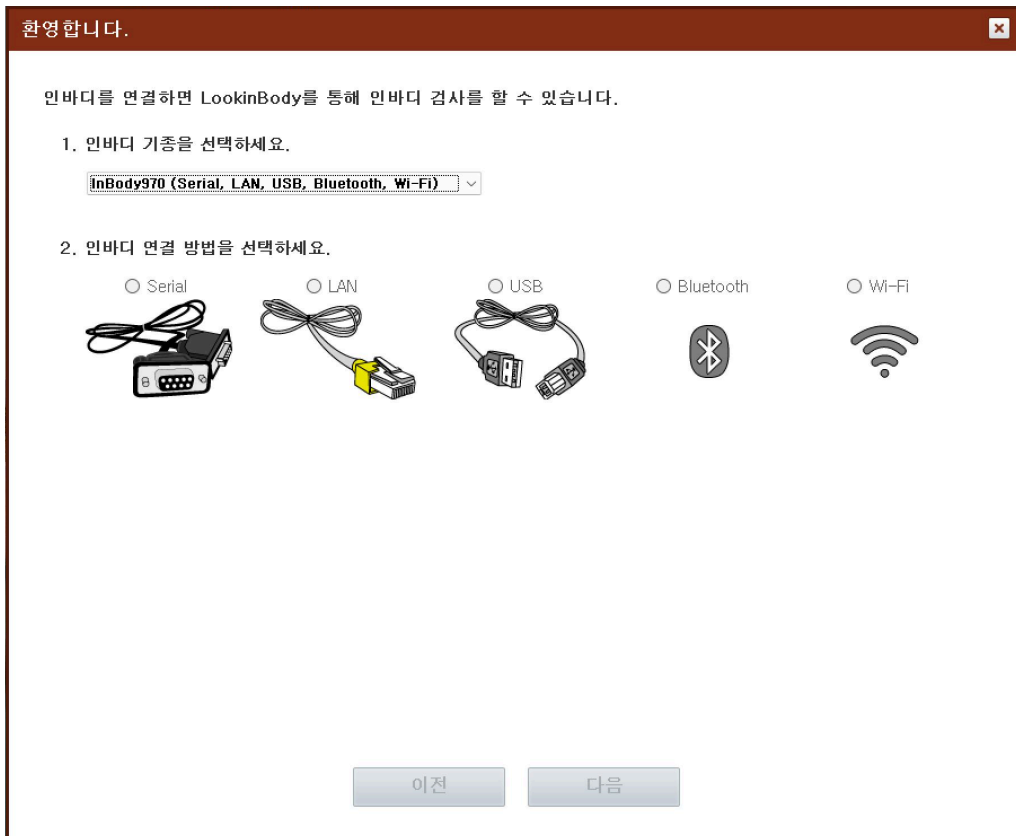 환영합니다.
인바디를 연결하면 LookinBody를 통해 인바디 검사를 할 수 있습니다.
1. 인바디 기종을 선택하세요.
InBody970 (Serial, LAN, USB, Bluetooth, Wi-Fi)
2. 인바디 연결 방법을 선택하세요.
Serial LAN USB Bluetooth Wi-Fi
이전 다음